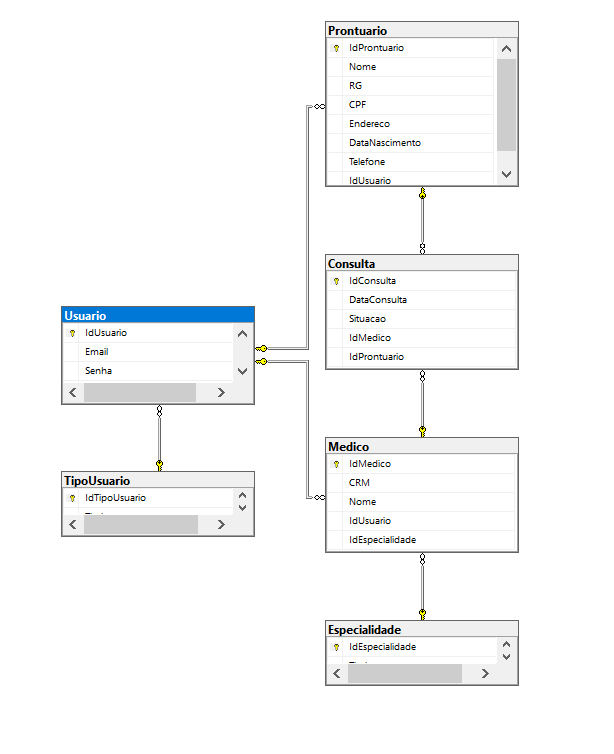 Prontuario
IdProntuario
Nome
RG
CPF
Endereco
DataNascimento
Telefone
IdUsuario
Consulta
IdConsulta
DataConsulta
Situacao
IdMedico
IdProntuario
Usuario
IdUsuario
Email
Senha
TipoUsuario
IdTipoUsuario
Medico
IdMedico
CRM
Nome
IdUsuario
IdEspecialidade
Especialidade
IdEspecialidade